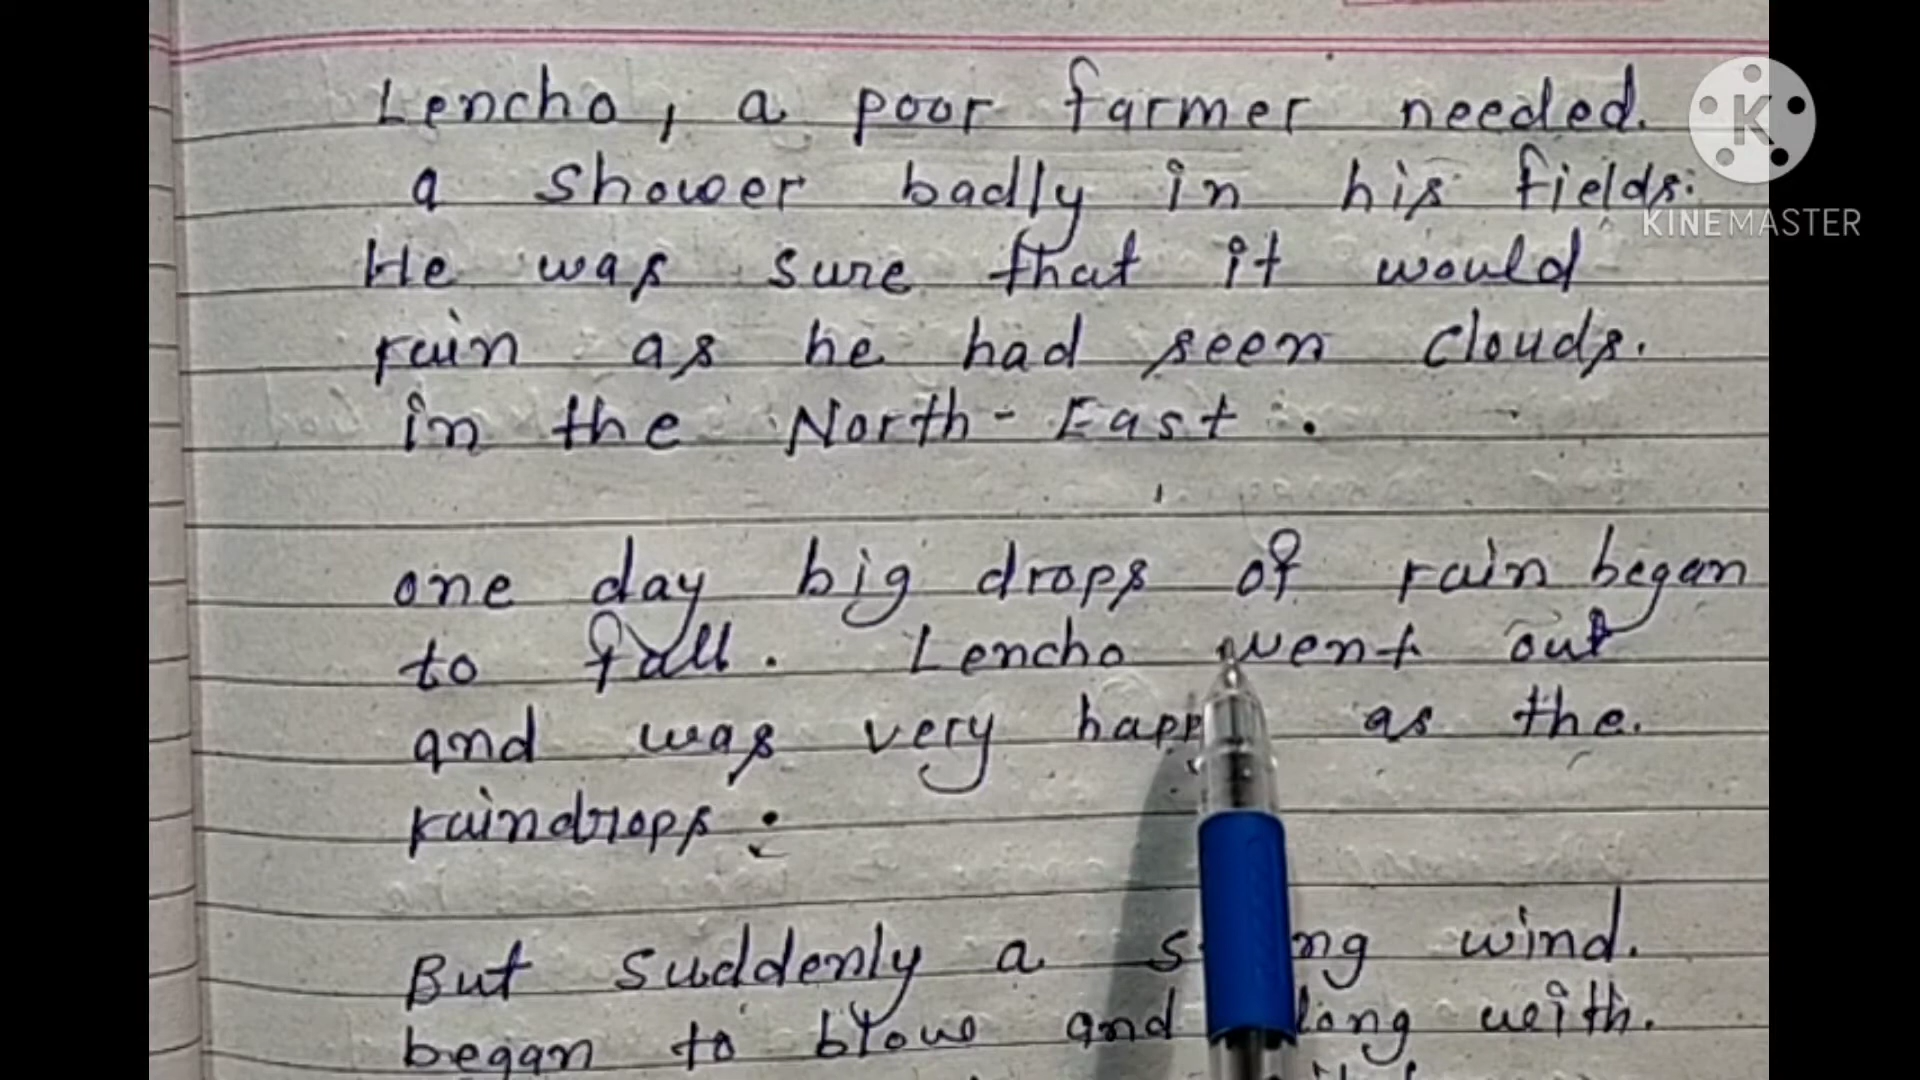 Lencho, a poor farmer needed.
a shower badly in his fields.
He was sure that it would
rain as he had seen clouds.
in the North-East.
one day big drops of rain began
to fall. Lencho went out
and was very happ as the.
raindrops.
But suddenly a wind.
began to blow and long with.
KINEMASTER